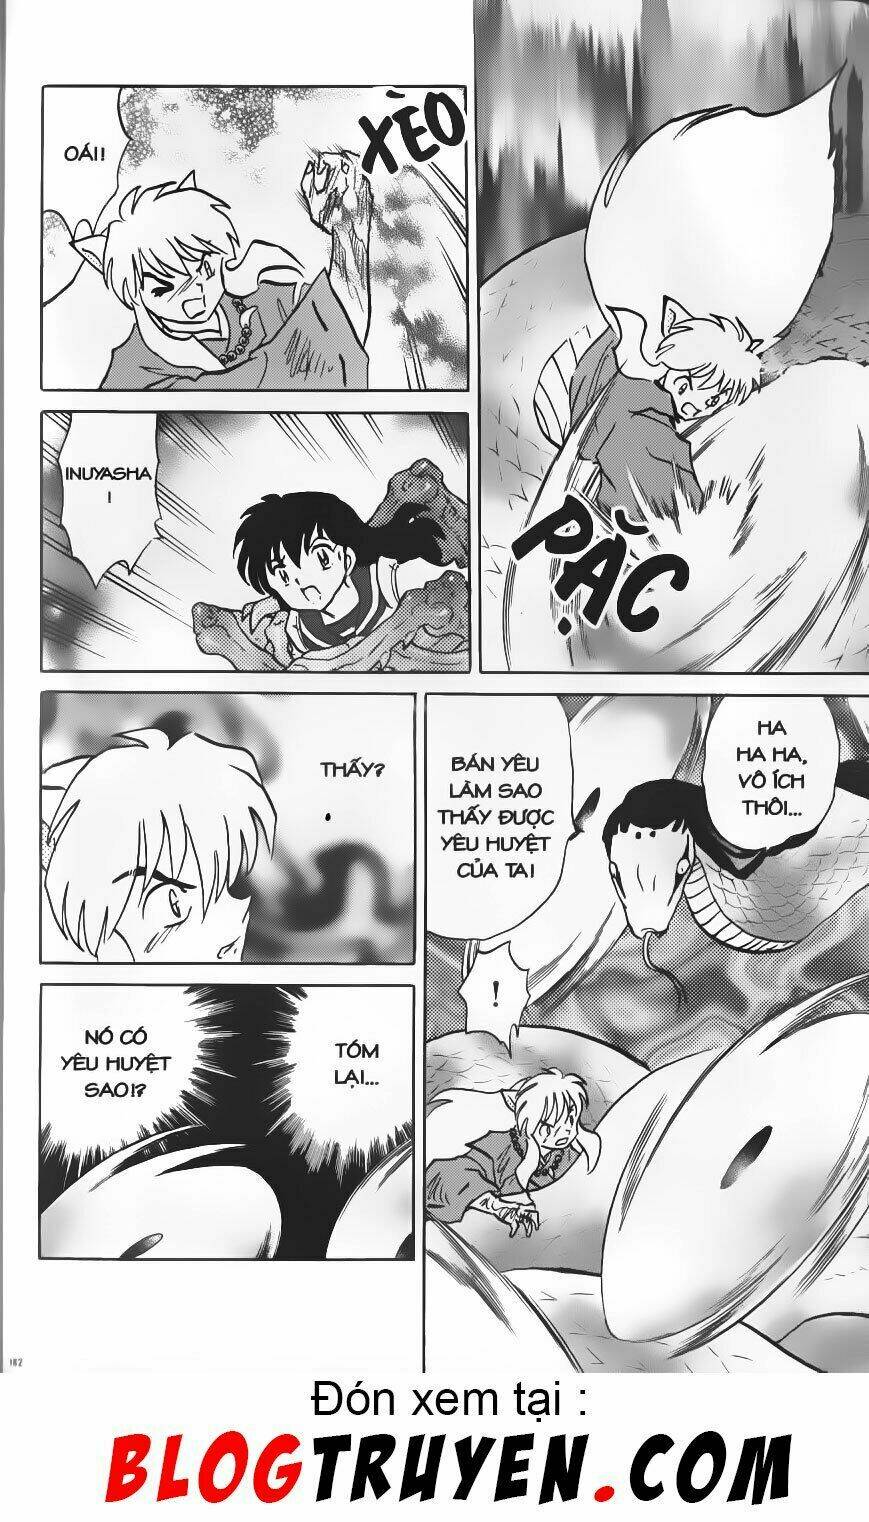 PẶC
XÈO
OÁI!
INUYASHA
!
HA
HA HA,
VÔ ÍCH
THÔI...
BÁN YÊU
LÀM SAO
THẤY ĐƯỢC
YÊU HUYỆT
CỦA TA!
!
THẤY?
TÓM
LẠI...
NÓ CÓ
YÊU HUYỆT
SAO!?
182
Đón xem tại :
BLOGTRUYEN.COM